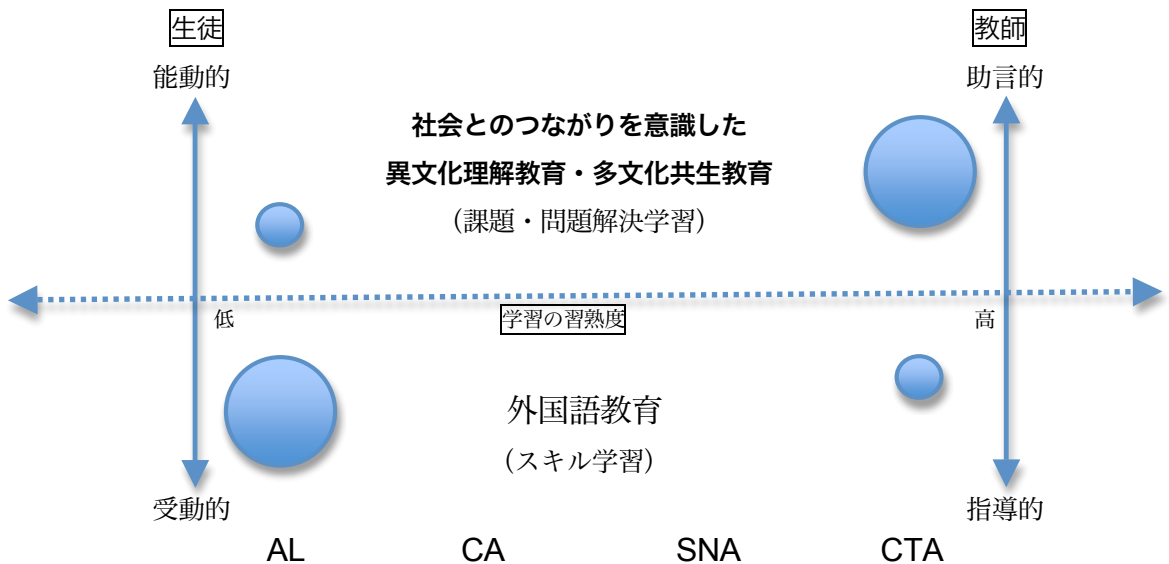 生徒
教師
能動的
助言的
社会とのつながりを意識した
異文化理解教育・多文化共生教育
（課題・問題解決学習）
低
学習の習熟度
高
外国語教育
（スキル学習）
受動的
指導的
AL
CA
SNA
CTA